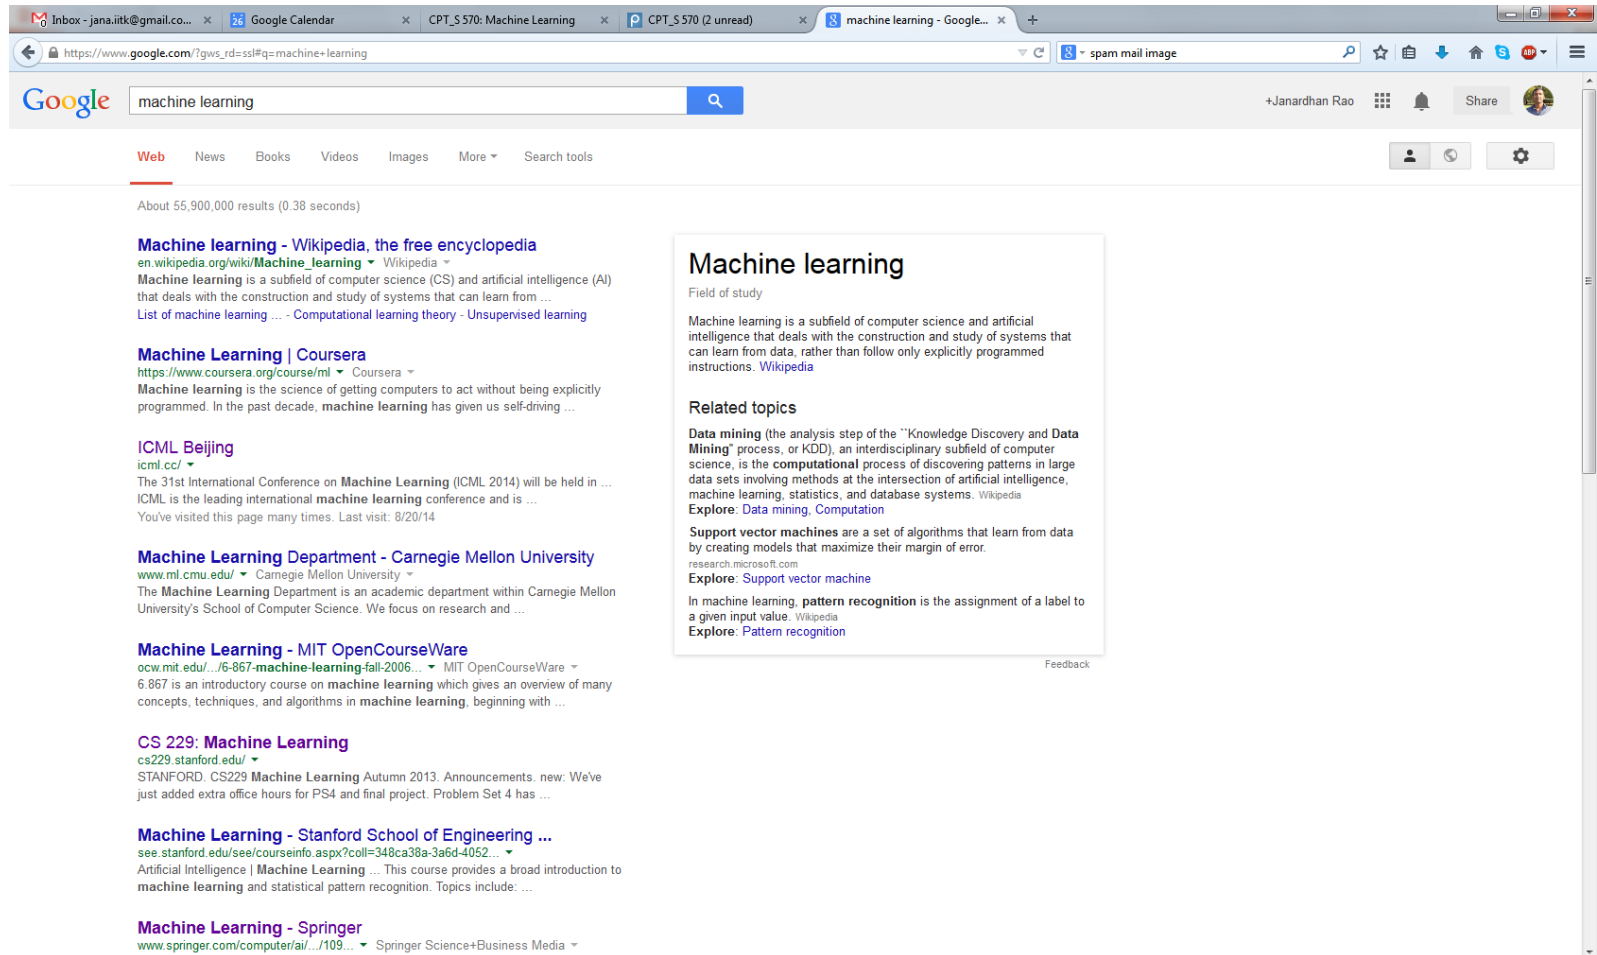 Inbox - jana.iitk@gmail.co...
26 Google Calendar
CPT_S 570: Machine Learning
CPT_S 570 (2 unread)
machine learning - Google...
https://www.google.com/?gws_rd=ssl#q=machine+learning
spam mail image
ABP
Google
machine learning
+Janardhan Rao
Share
Web News Books Videos Images More Search tools
About 55,900,000 results (0.38 seconds)
Machine learning - Wikipedia, the free encyclopedia
en.wikipedia.org/wiki/Machine_learning Wikipedia
Machine learning is a subfield of computer science (CS) and artificial intelligence (AI)
that deals with the construction and study of systems that can learn from ...
List of machine learning ... - Computational learning theory - Unsupervised learning
Machine Learning | Coursera
https://www.coursera.org/course/ml Coursera
Machine learning is the science of getting computers to act without being explicitly
programmed. In the past decade, machine learning has given us self-driving ...
ICML Beijing
icml.cc/
The 31st International Conference on Machine Learning (ICML 2014) will be held in ...
ICML is the leading international machine learning conference and is ...
You've visited this page many times. Last visit: 8/20/14
Machine Learning Department - Carnegie Mellon University
www.ml.cmu.edu/ Carnegie Mellon University
The Machine Learning Department is an academic department within Carnegie Mellon
University's School of Computer Science. We focus on research and ...
Machine Learning - MIT OpenCourseWare
ocw.mit.edu/.../6-867-machine-learning-fall-2006... MIT OpenCourseWare
6.867 is an introductory course on machine learning which gives an overview of many
concepts, techniques, and algorithms in machine learning, beginning with ...
CS 229: Machine Learning
cs229.stanford.edu/
STANFORD. CS229 Machine Learning Autumn 2013. Announcements. new: We've
just added extra office hours for PS4 and final project. Problem Set 4 has ...
Machine Learning - Stanford School of Engineering ...
see.stanford.edu/see/courseinfo.aspx?coll=348ca38a-3a6d-4052...
Artificial Intelligence | Machine Learning ... This course provides a broad introduction to
machine learning and statistical pattern recognition. Topics include: ...
Machine Learning - Springer
www.springer.com/computer/ai/.../109... Springer Science+Business Media
Machine learning
Field of study
Machine learning is a subfield of computer science and artificial
intelligence that deals with the construction and study of systems that
can learn from data, rather than follow only explicitly programmed
instructions. Wikipedia
Related topics
Data mining (the analysis step of the ``Knowledge Discovery and Data
Mining" process, or KDD), an interdisciplinary subfield of computer
science, is the computational process of discovering patterns in large
data sets involving methods at the intersection of artificial intelligence,
machine learning, statistics, and database systems. Wikipedia
Explore: Data mining, Computation
Support vector machines are a set of algorithms that learn from data
by creating models that maximize their margin of error.
research.microsoft.com
Explore: Support vector machine
In machine learning, pattern recognition is the assignment of a label to
a given input value. Wikipedia
Explore: Pattern recognition
Feedback